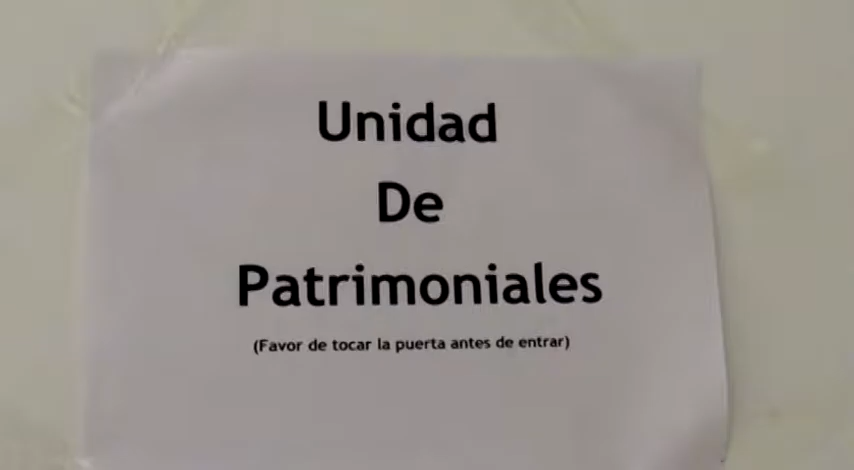 Unidad
De
Patrimoniales
(Favor de tocar la puerta antes de entrar)